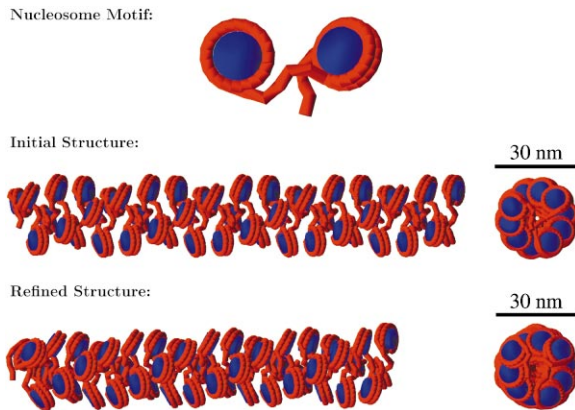 Nucleosome Motif:
Initial Structure:
30 nm
Refined Structure:
30 nm